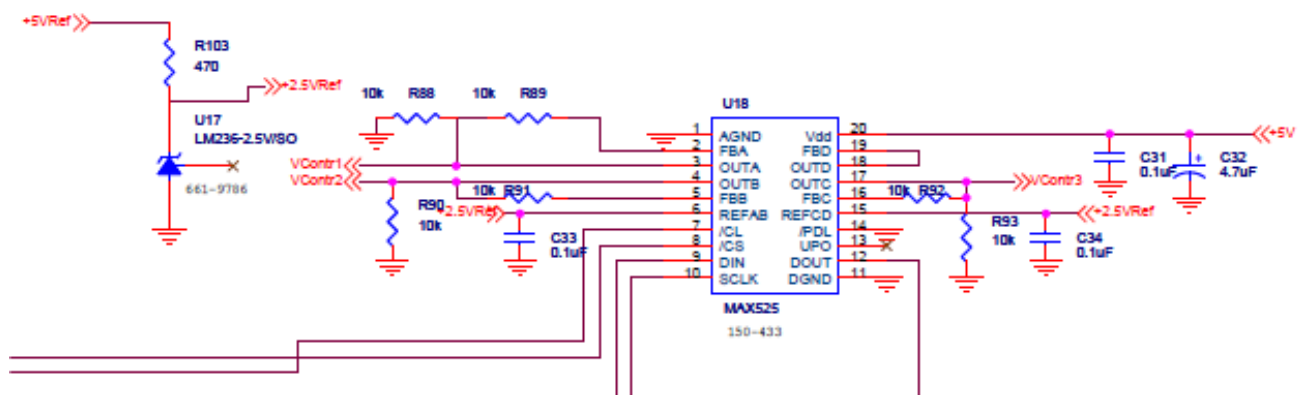 +5VRef
R103
470
+2.5VRef
U17
LM236-2.5V/SO
661-9786
10k R88 10k R89
VContr1
VContr2
10k R91
R90
10k
+2.5VRef
C33
0.1uF
U18
1 AGND Vdd 20
2 FBA FBD 19
3 OUTA OUTD 18
4 OUTB OUTC 17
5 FBB FBC 16
6 REFAB REFCD 15
7 /CL /PDL 14
8 /CS UPO 13
9 DIN DOUT 12
10 SCLK DGND 11
MAX525
150-433
+5V
C31
0.1uF
C32
4.7uF
VContr3
10k R92
+2.5VRef
R93
10k
C34
0.1uF